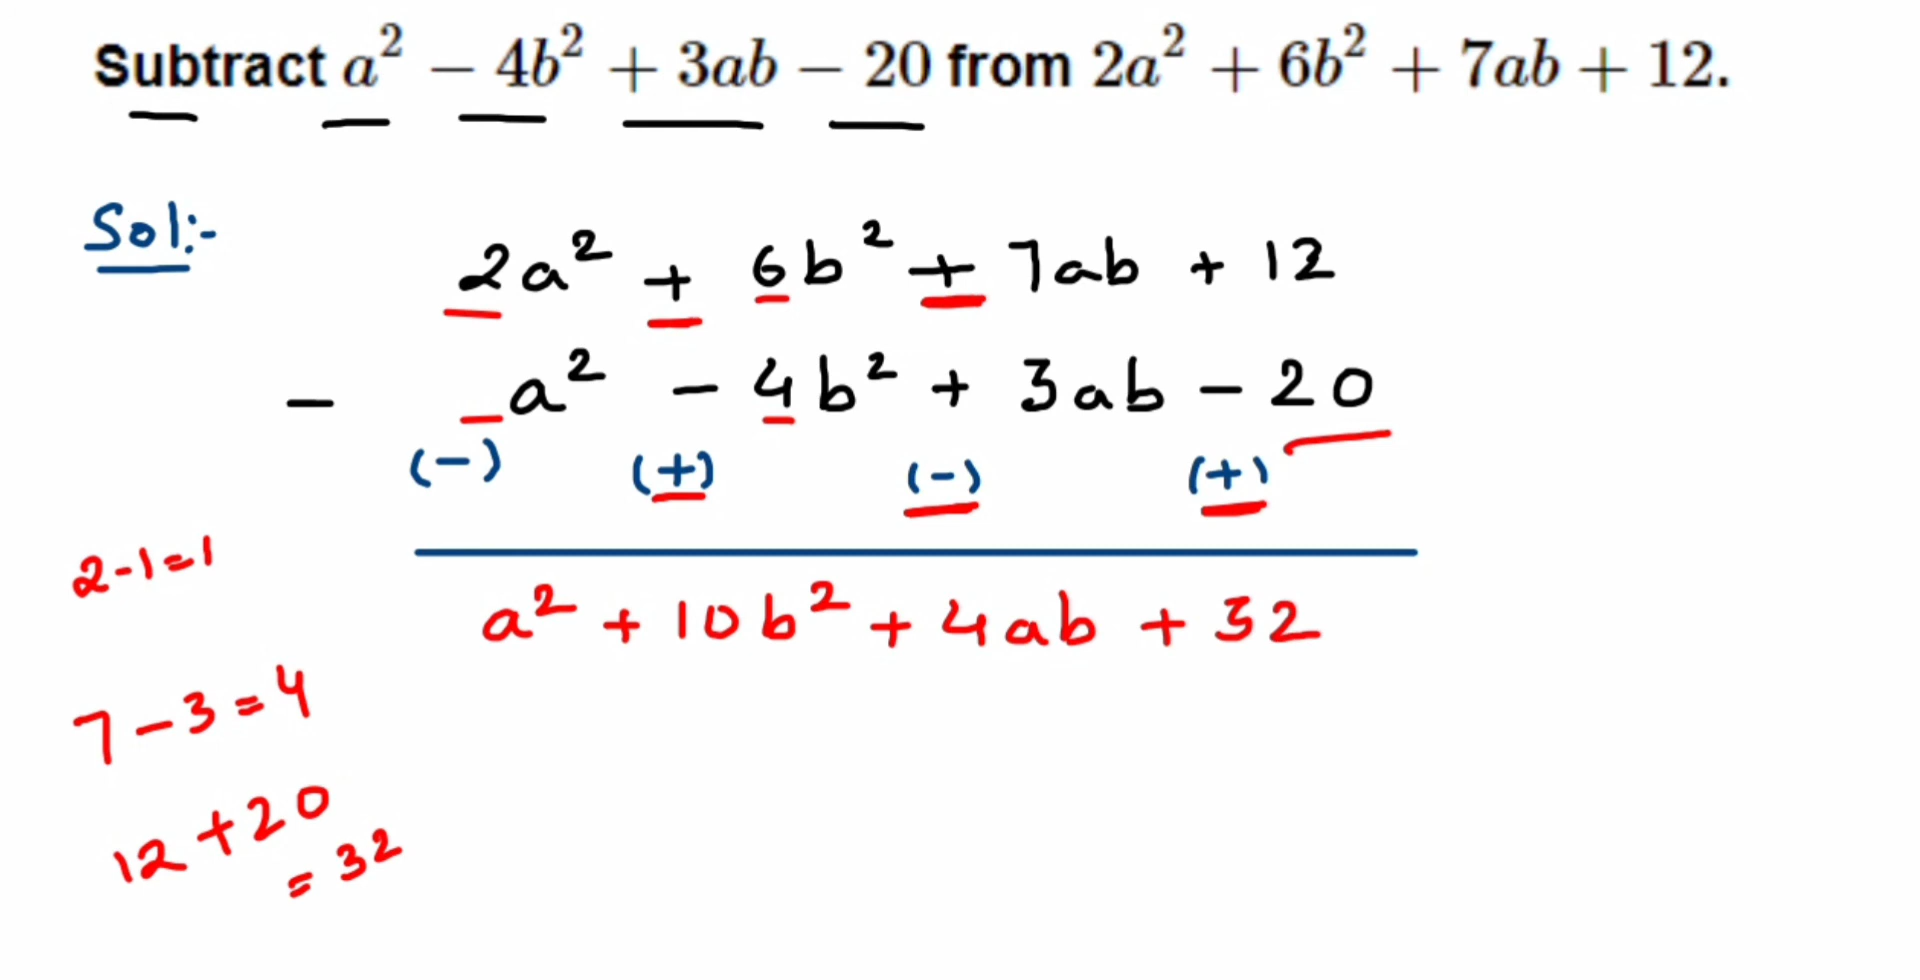 Subtract a² − 4b² + 3ab − 20 from 2a² + 6b² + 7ab + 12.
Sol:-
2a² + 6b² + 7ab + 12
− a² − 4b² + 3ab − 20
(−) (+) (−) (+)
2-1=1
a² + 10b² + 4ab + 32
7-3=4
12+20
= 32